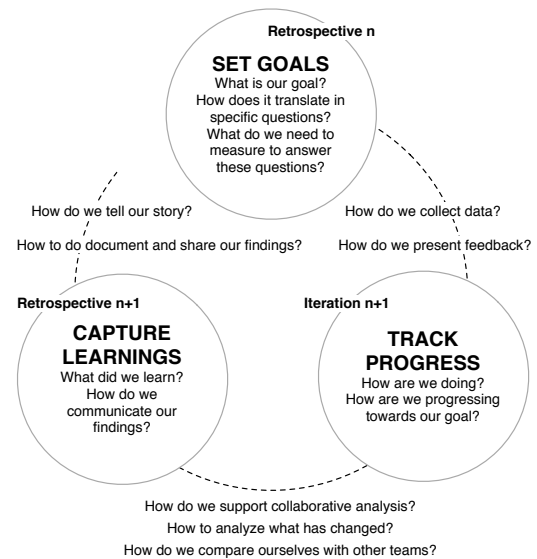 Retrospective n
SET GOALS
What is our goal?
How does it translate in
specific questions?
What do we need to
measure to answer
these questions?
How do we tell our story?
How to do document and share our findings?
How do we collect data?
How do we present feedback?
Retrospective n+1
CAPTURE
LEARNINGS
What did we learn?
How do we
communicate our
findings?
Iteration n+1
TRACK
PROGRESS
How are we doing?
How are we progressing
towards our goal?
How do we support collaborative analysis?
How to analyze what has changed?
How do we compare ourselves with other teams?